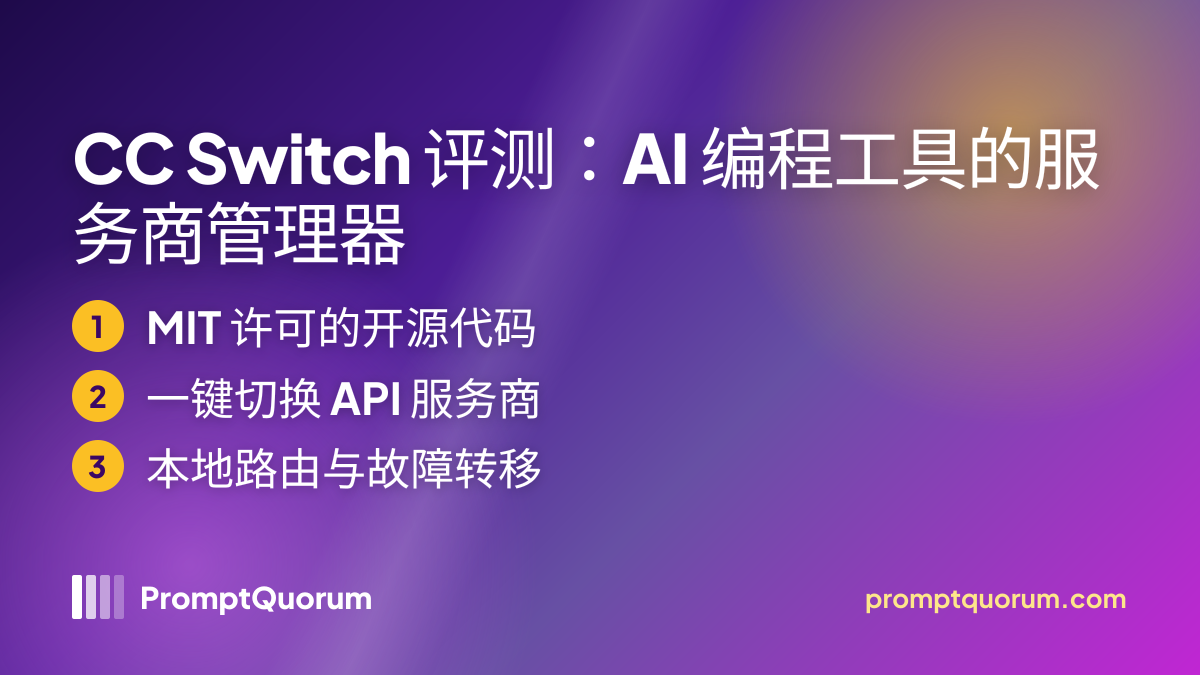 CC Switch 评测：AI 编程工具的服
务商管理器
1 MIT 许可的开源代码
2 一键切换 API 服务商
3 本地路由与故障转移
PromptQuorum
promptquorum.com